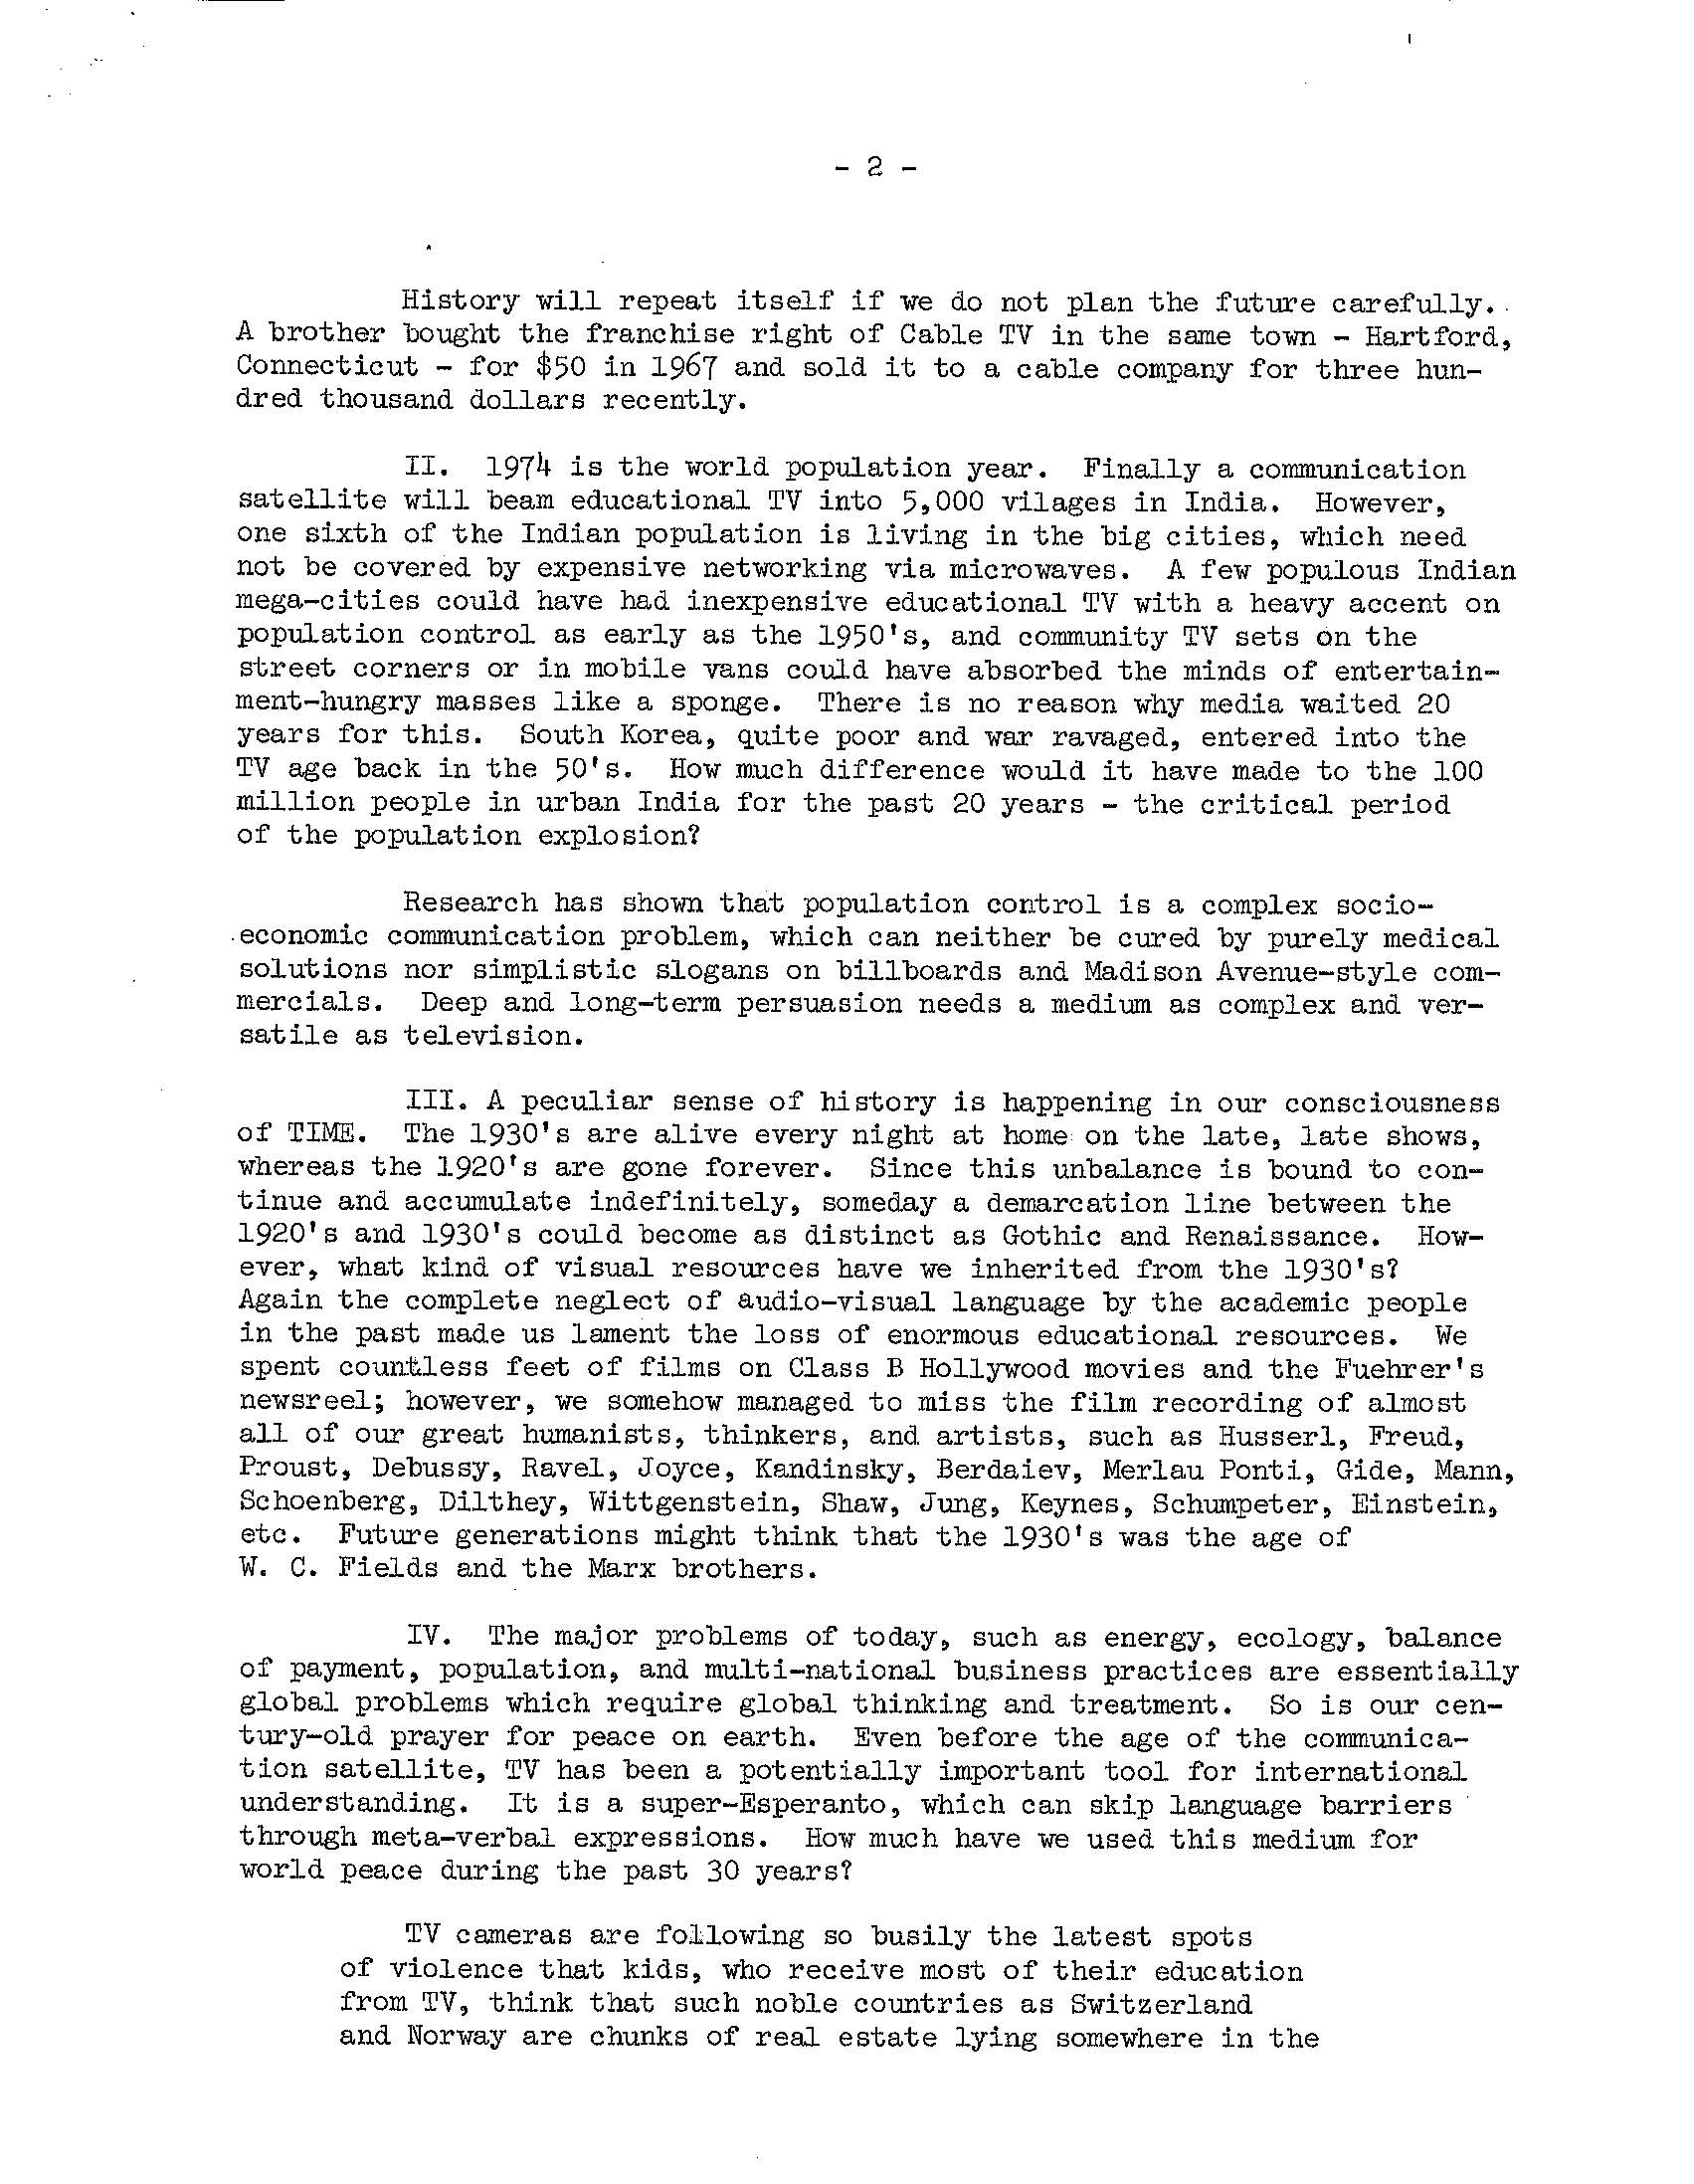 - 2 -
History will repeat itself if we do not plan the future carefully.
A brother bought the franchise right of Cable TV in the same town - Hartford,
Connecticut - for $50 in 1967 and sold it to a cable company for three hun-
dred thousand dollars recently.
II. 1974 is the world population year. Finally a communication
satellite will beam educational TV into 5,000 vilages in India. However,
one sixth of the Indian population is living in the big cities, which need
not be covered by expensive networking via microwaves. A few populous Indian
mega-cities could have had inexpensive educational TV with a heavy accent on
population control as early as the 1950's, and community TV sets on the
street corners or in mobile vans could have absorbed the minds of entertain-
ment-hungry masses like a sponge. There is no reason why media waited 20
years for this. South Korea, quite poor and war ravaged, entered into the
TV age back in the 50's. How much difference would it have made to the 100
million people in urban India for the past 20 years - the critical period
of the population explosion?
Research has shown that population control is a complex socio-
economic communication problem, which can neither be cured by purely medical
solutions nor simplistic slogans on billboards and Madison Avenue-style com-
mercials. Deep and long-term persuasion needs a medium as complex and ver-
satile as television.
III. A peculiar sense of history is happening in our consciousness
of TIME. The 1930's are alive every night at home on the late, late shows,
whereas the 1920's are gone forever. Since this unbalance is bound to con-
tinue and accumulate indefinitely, someday a demarcation line between the
1920's and 1930's could become as distinct as Gothic and Renaissance. How-
ever, what kind of visual resources have we inherited from the 1930's?
Again the complete neglect of audio-visual language by the academic people
in the past made us lament the loss of enormous educational resources. We
spent countless feet of films on Class B Hollywood movies and the Fuehrer's
newsreel; however, we somehow managed to miss the film recording of almost
all of our great humanists, thinkers, and artists, such as Husserl, Freud,
Proust, Debussy, Ravel, Joyce, Kandinsky, Berdaiev, Merlau Ponti, Gide, Mann,
Schoenberg, Dilthey, Wittgenstein, Shaw, Jung, Keynes, Schumpeter, Einstein,
etc. Future generations might think that the 1930's was the age of
W. C. Fields and the Marx brothers.
IV. The major problems of today, such as energy, ecology, balance
of payment, population, and multi-national business practices are essentially
global problems which require global thinking and treatment. So is our cen-
tury-old prayer for peace on earth. Even before the age of the communica-
tion satellite, TV has been a potentially important tool for international
understanding. It is a super-Esperanto, which can skip language barriers
through meta-verbal expressions. How much have we used this medium for
world peace during the past 30 years?
TV cameras are following so busily the latest spots
of violence that kids, who receive most of their education
from TV, think that such noble countries as Switzerland
and Norway are chunks of real estate lying somewhere in the